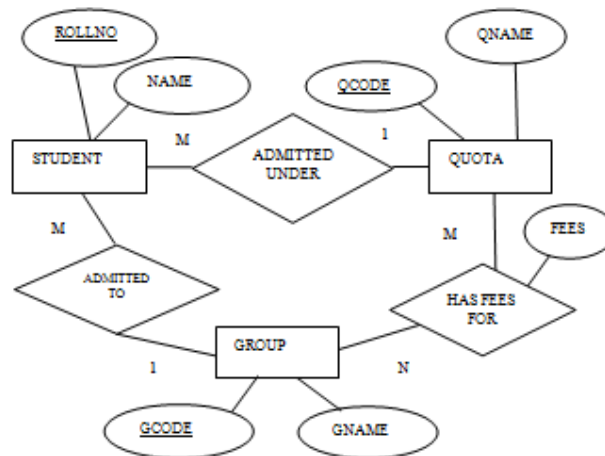 ROLLNO
QNAME
NAME
QCODE
M
1
STUDENT
ADMITTED
UNDER
QUOTA
M
M
FEES
ADMITTED
TO
HAS FEES
FOR
GROUP
1
N
GCODE
GNAME